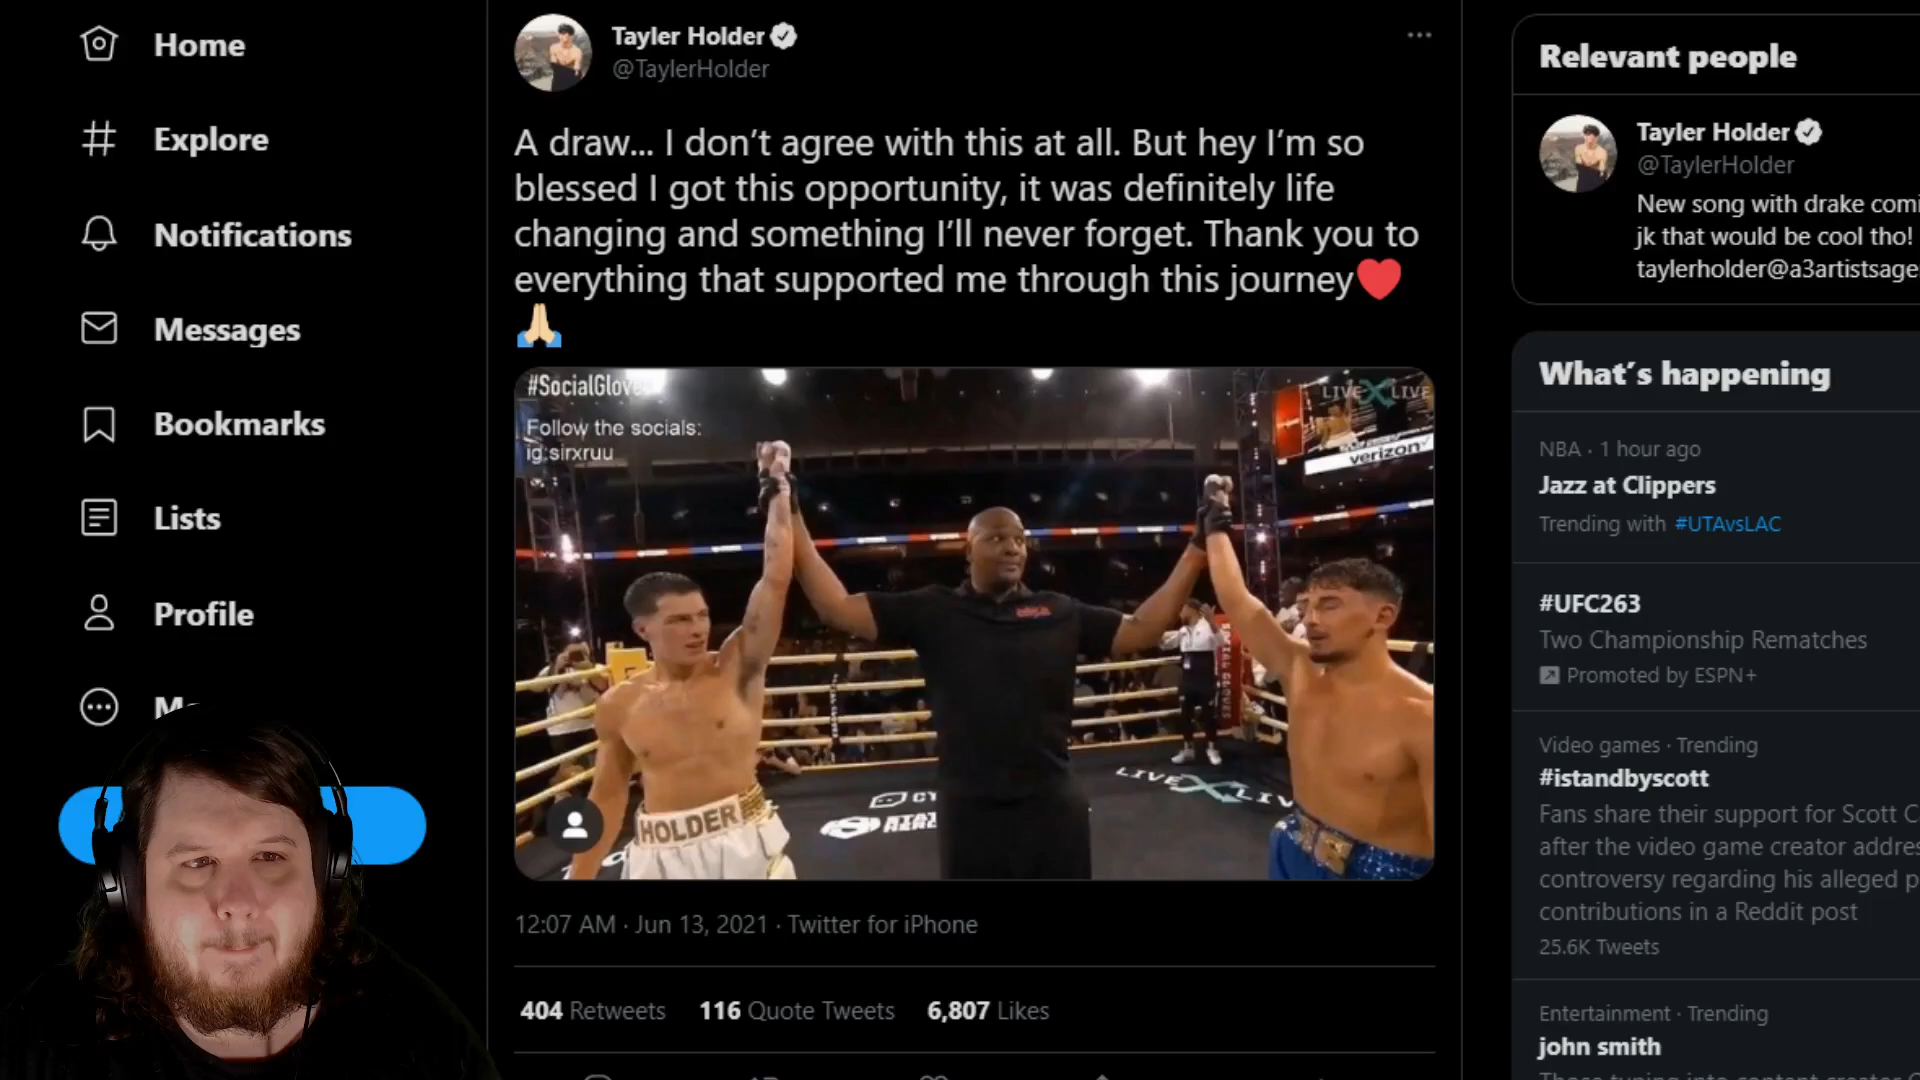 Home
Explore
Notifications
Messages
Bookmarks
Lists
Profile
Tayler Holder
@TaylerHolder
A draw... I don’t agree with this at all. But hey I’m so
blessed I got this opportunity, it was definitely life
changing and something I’ll never forget. Thank you to
everything that supported me through this journey❤️
🙏🏻
#SocialGlove
Follow the socials:
ig:sirxruu
LIVE X LIVE
verizon
HOLDER
LIVE X LIV
12:07 AM · Jun 13, 2021 · Twitter for iPhone
404 Retweets 116 Quote Tweets 6,807 Likes
Relevant people
Tayler Holder
@TaylerHolder
New song with drake comi
jk that would be cool tho!
taylerholder@a3artistsage
What’s happening
NBA · 1 hour ago
Jazz at Clippers
Trending with #UTAvsLAC
#UFC263
Two Championship Rematches
Promoted by ESPN+
Video games · Trending
#istandbyscott
Fans share their support for Scott C
after the video game creator addres
controversy regarding his alleged p
contributions in a Reddit post
25.6K Tweets
Entertainment · Trending
john smith